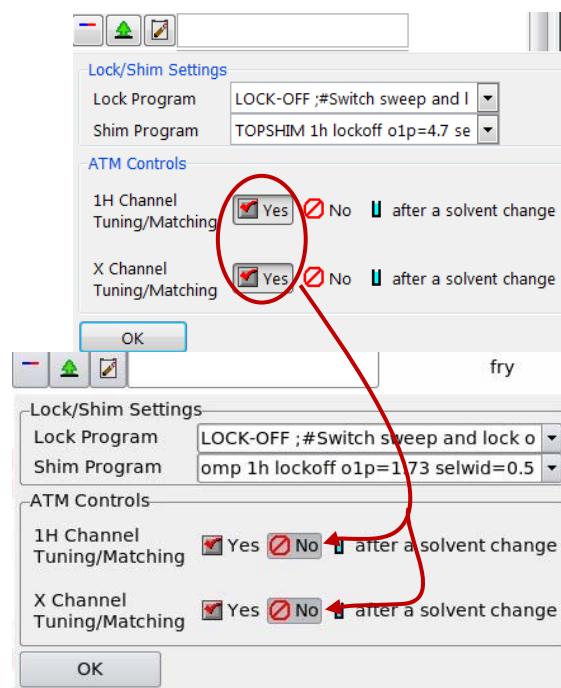 Lock/Shim Settings
Lock Program LOCK-OFF ;#Switch sweep and l
Shim Program TOPSHIM 1h lockoff o1p=4.7 se
ATM Controls
1H Channel
Tuning/Matching Yes No after a solvent change
X Channel
Tuning/Matching Yes No after a solvent change
OK
fry
Lock/Shim Settings
Lock Program LOCK-OFF ;#Switch sweep and lock o
Shim Program omp 1h lockoff o1p=1.73 selwid=0.5
ATM Controls
1H Channel
Tuning/Matching Yes No after a solvent change
X Channel
Tuning/Matching Yes No after a solvent change
OK